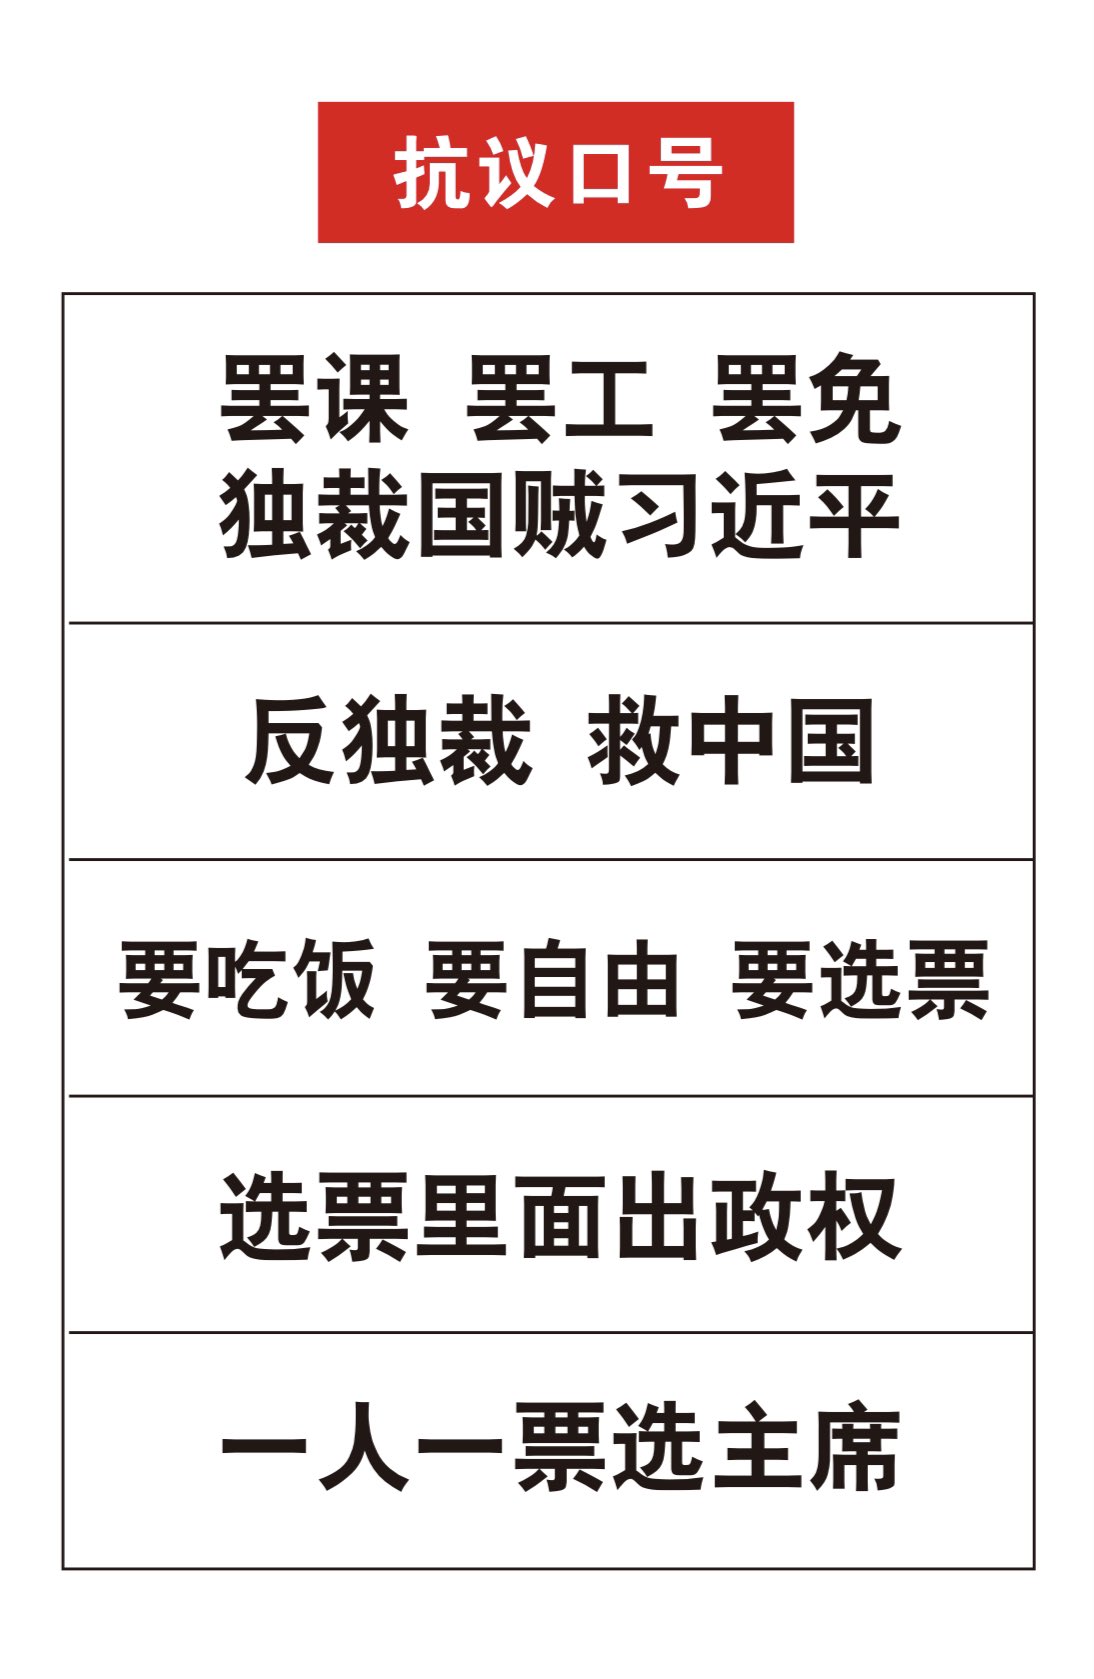 抗议口号
罢课 罢工 罢免
独裁国贼习近平
反独裁 救中国
要吃饭 要自由 要选票
选票里面出政权
一人一票选主席